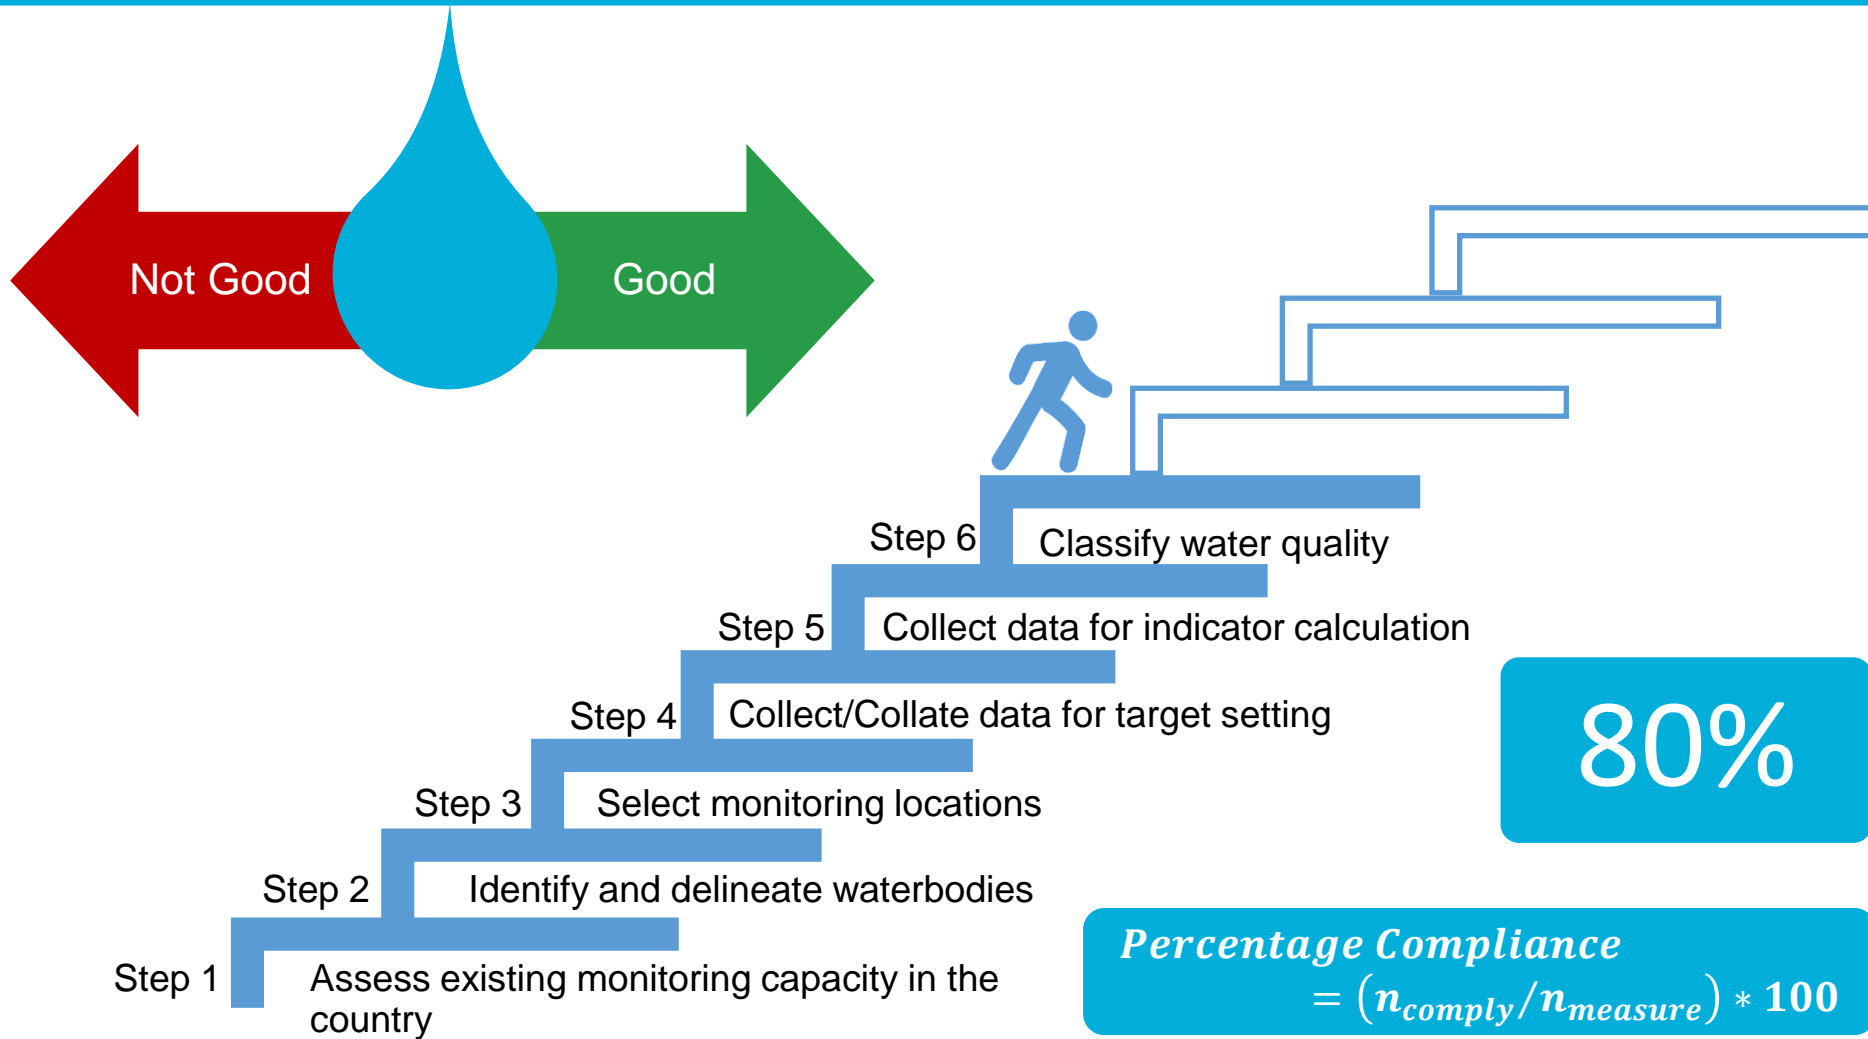 Not Good
Good
Step 6
Classify water quality
Step 5
Collect data for indicator calculation
Step 4
Collect/Collate data for target setting
80%
Step 3
Select monitoring locations
Step 2
Identify and delineate waterbodies
Step 1
Assess existing monitoring capacity in the
country
Percentage Compliance
= (n_comply/n_measure) * 100